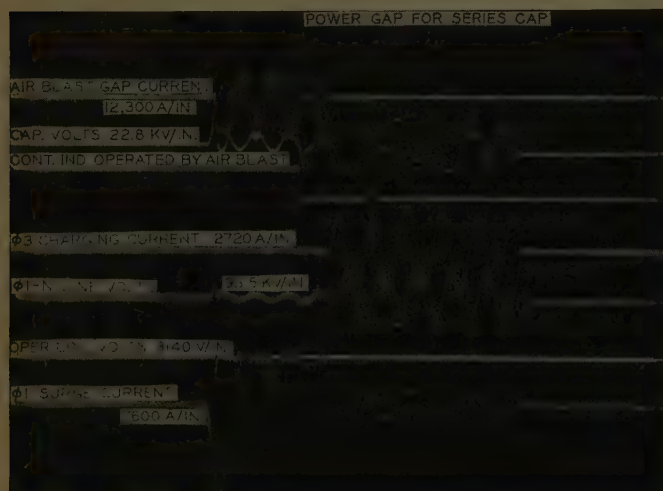 POWER GAP FOR SERIES CAP
AIR BLAST GAP CURRENT
12,300 A/IN
CAP. VOLTS 22.8 KV/IN.
CONT. IND OPERATED BY AIR BLAST
φ3 CHARGING CURRENT 2720 A/IN
KV/IN
OPER V/IN
φ1 SURGE CURRENT
600 A/IN